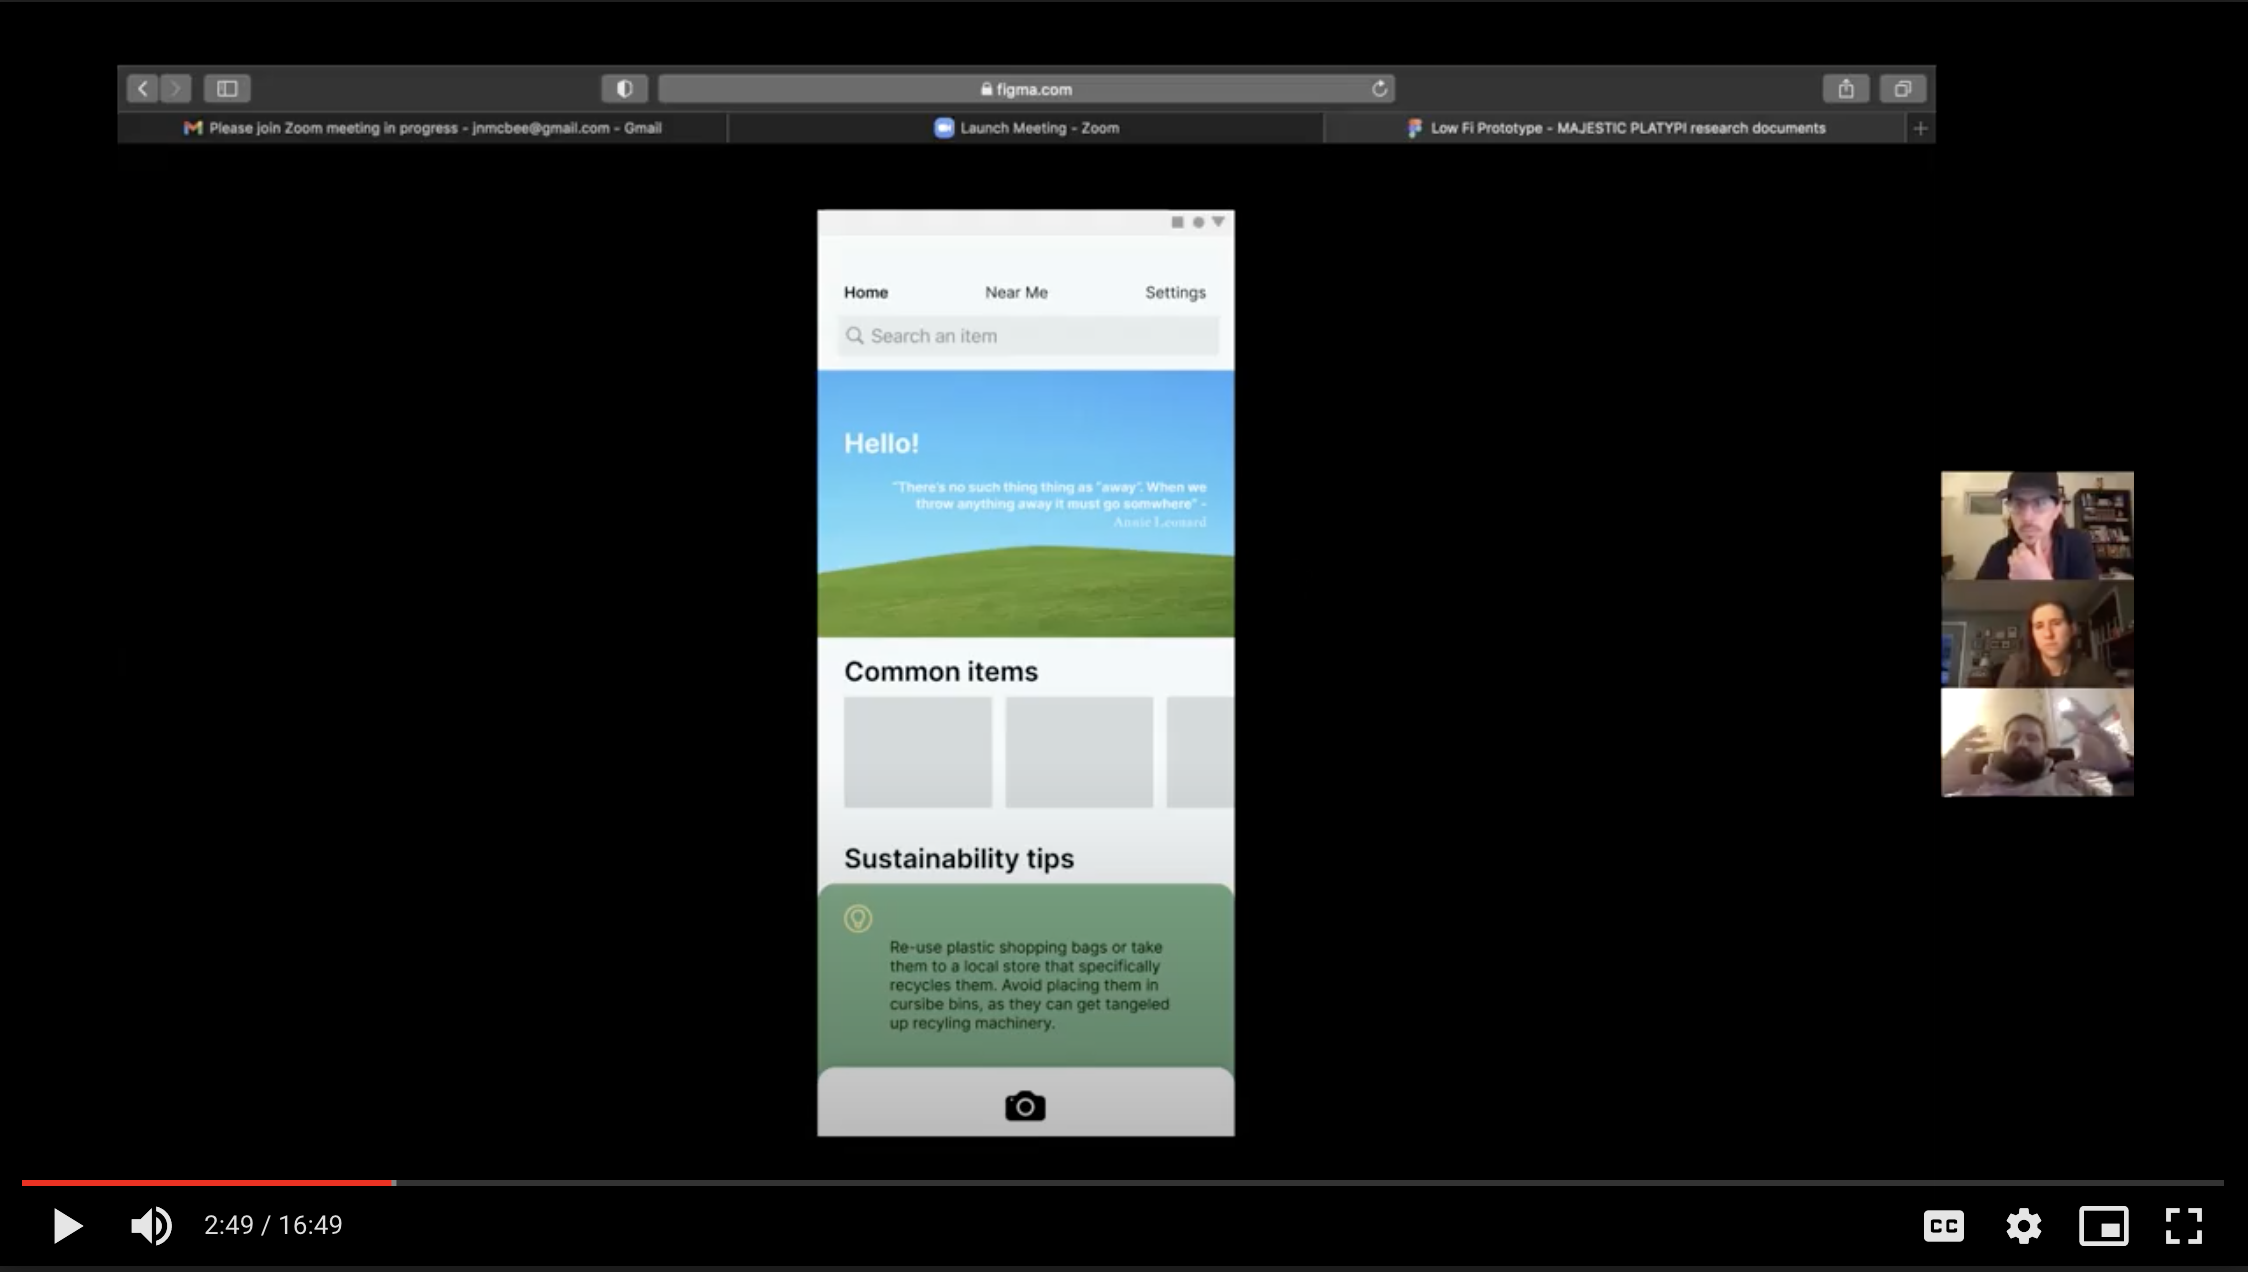 figma.com
Please join Zoom meeting in progress - jnmcbee@gmail.com - Gmail
Launch Meeting - Zoom
Low Fi Prototype - MAJESTIC PLATYPI research documents
Home Near Me Settings
Search an item
Hello!
"There's no such thing thing as "away". When we
throw anything away it must go somwhere" -
Annie Leonard
Common items
Sustainability tips
Re-use plastic shopping bags or take
them to a local store that specifically
recycles them. Avoid placing them in
cursibe bins, as they can get tangeled
up recyling machinery.
2:49 / 16:49
CC